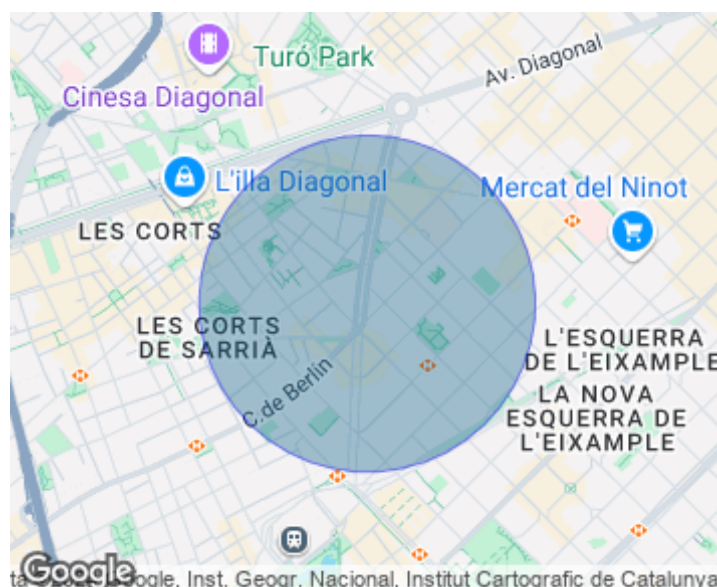 Turó Park
Av. Diagonal
Cinesa Diagonal
L'illa Diagonal
Mercat del Ninot
LES CORTS
LES CORTS
DE SARRIÀ
L'ESQUERRA
DE L'EIXAMPLE
C. de Berlín
LA NOVA
ESQUERRA DE
L'EIXAMPLE
Google
Google, Inst. Geogr. Nacional, Institut Cartografic de Catalunya